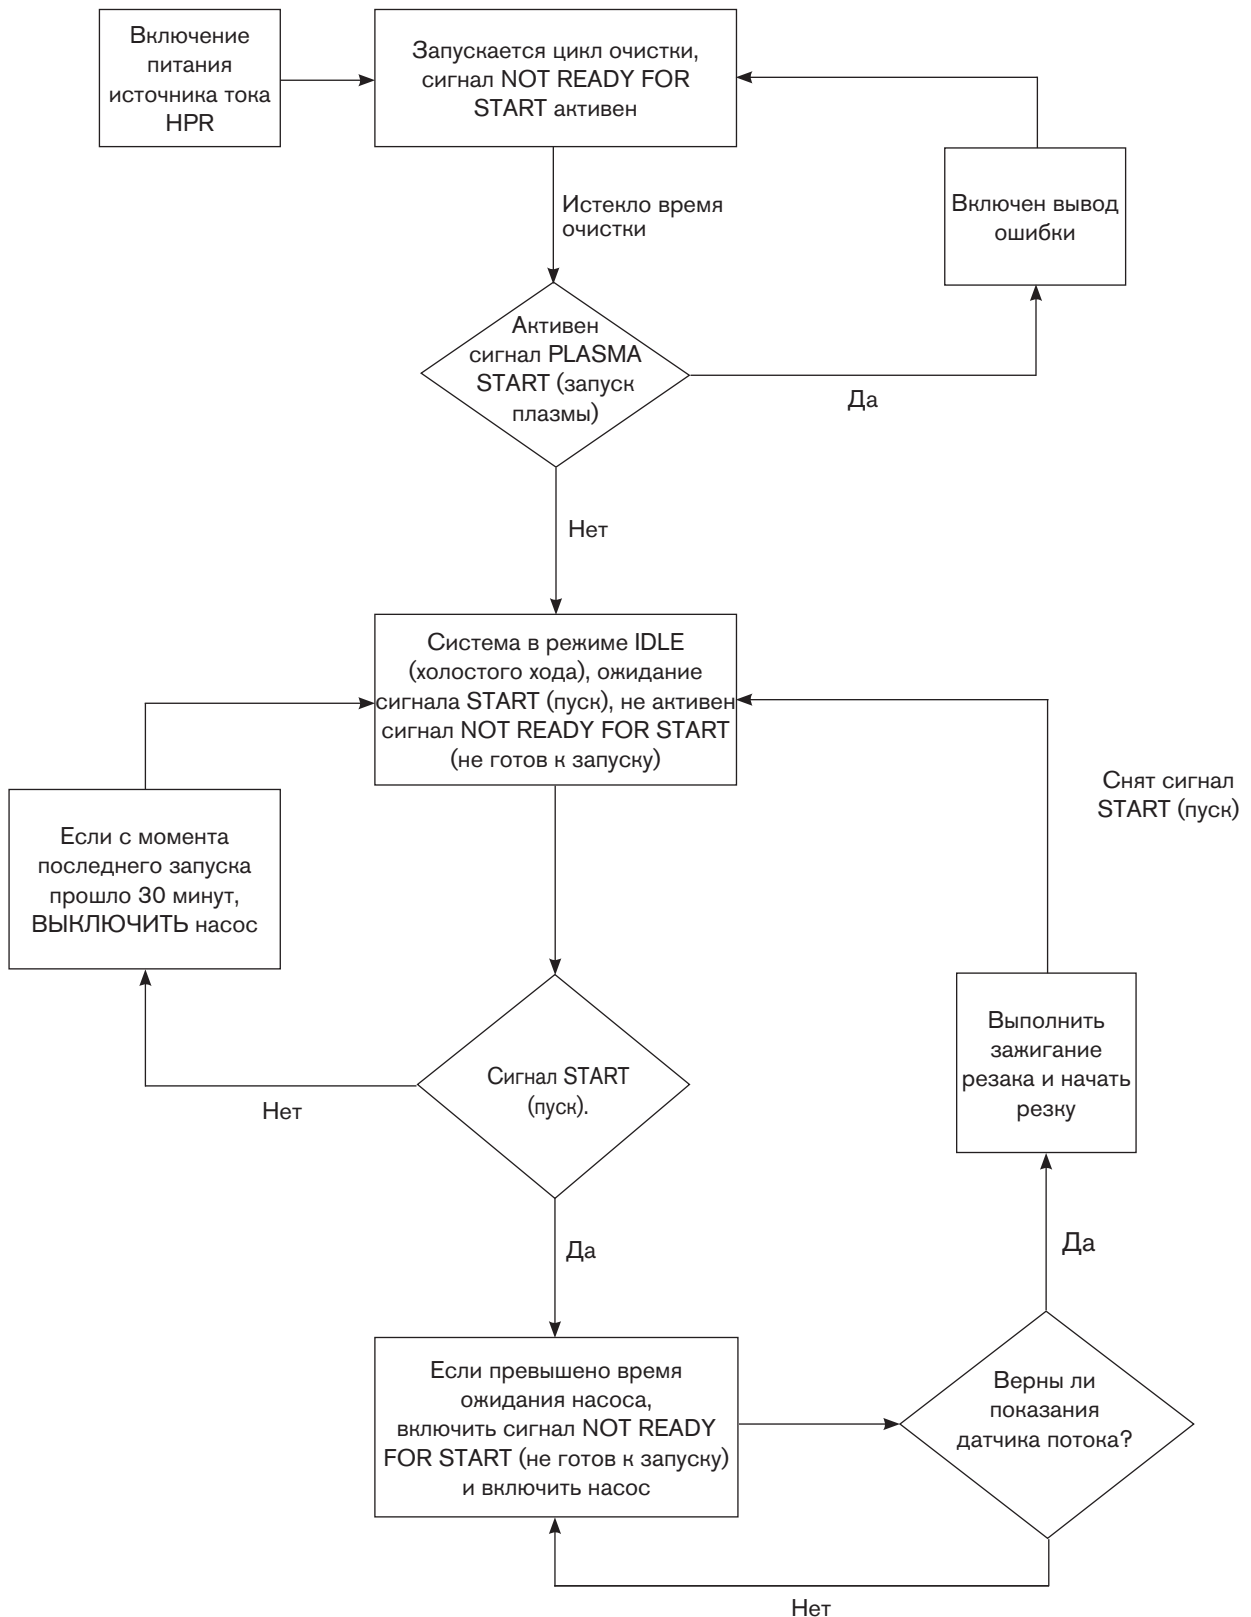 Включение
питания
источника тока
HPR
Запускается цикл очистки,
сигнал NOT READY FOR
START активен
Включен вывод
ошибки
Истекло время
очистки
Активен
сигнал PLASMA
START (запуск
плазмы)
Да
Нет
Система в режиме IDLE
(холостого хода), ожидание
сигнала START (пуск), не активен
сигнал NOT READY FOR START
(не готов к запуску)
Снят сигнал
START (пуск)
Если с момента
последнего запуска
прошло 30 минут,
ВЫКЛЮЧИТЬ насос
Выполнить
зажигание
резака и начать
резку
Сигнал START
(пуск).
Нет
Да
Да
Если превышено время
ожидания насоса,
включить сигнал NOT READY
FOR START (не готов к запуску)
и включить насос
Верны ли
показания
датчика потока?
Нет